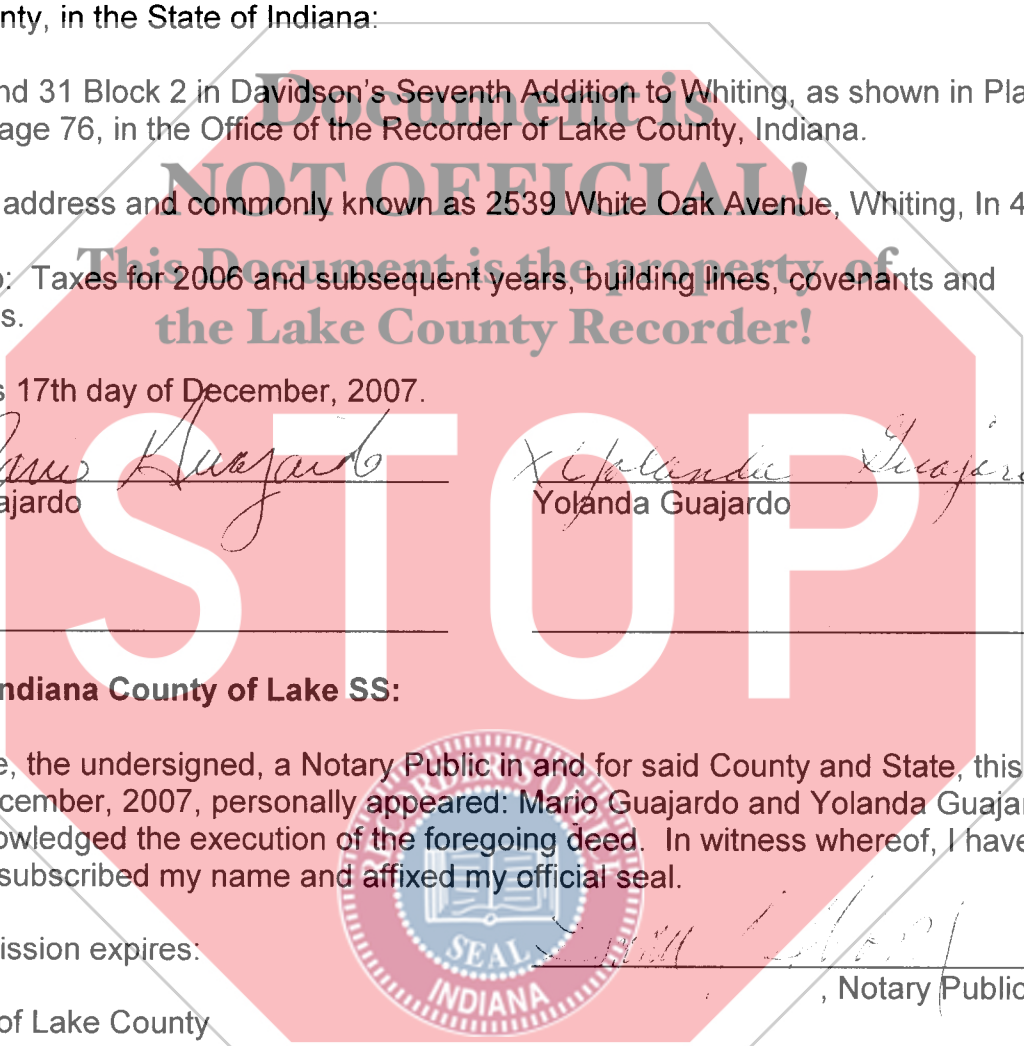 nty, in the State of Indiana:
nd 31 Block 2 in Davidson's Seventh Addition to Whiting, as shown in Pla
Document is
age 76, in the Office of the Recorder of Lake County, Indiana.
NOT OFFICIAL!
address and commonly known as 2539 White Oak Avenue, Whiting, In 4
This Document is the property of
: Taxes for 2006 and subsequent years, building lines, covenants and
s.
the Lake County Recorder!
s 17th day of December, 2007.
Guajardo X Yolanda Guajar
ajardo Yolanda Guajardo
STOP
ndiana County of Lake SS:
e, the undersigned, a Notary Public in and for said County and State, this
cember, 2007, personally appeared: Mario Guajardo and Yolanda Guajar
owledged the execution of the foregoing deed. In witness whereof, I have
subscribed my name and affixed my official seal.
SEAL
INDIANA
ission expires:
, Notary Public
of Lake County